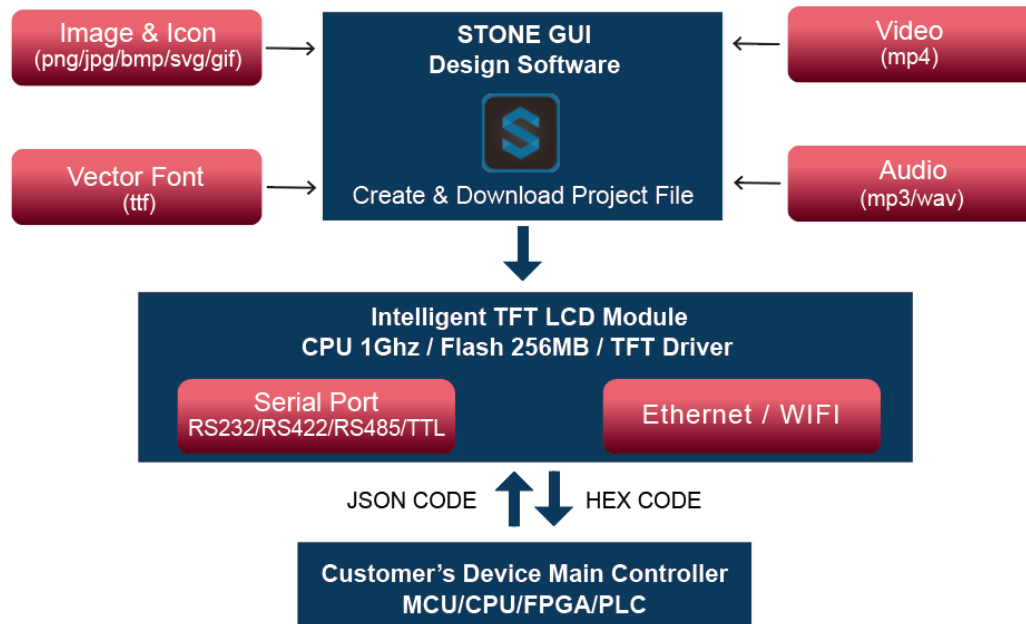 Image & Icon
(png/jpg/bmp/svg/gif)
STONE GUI
Design Software
Video
(mp4)
Vector Font
(ttf)
Create & Download Project File
Audio
(mp3/wav)
Intelligent TFT LCD Module
CPU 1Ghz / Flash 256MB / TFT Driver
Serial Port
RS232/RS422/RS485/TTL
Ethernet / WIFI
JSON CODE
HEX CODE
Customer’s Device Main Controller
MCU/CPU/FPGA/PLC